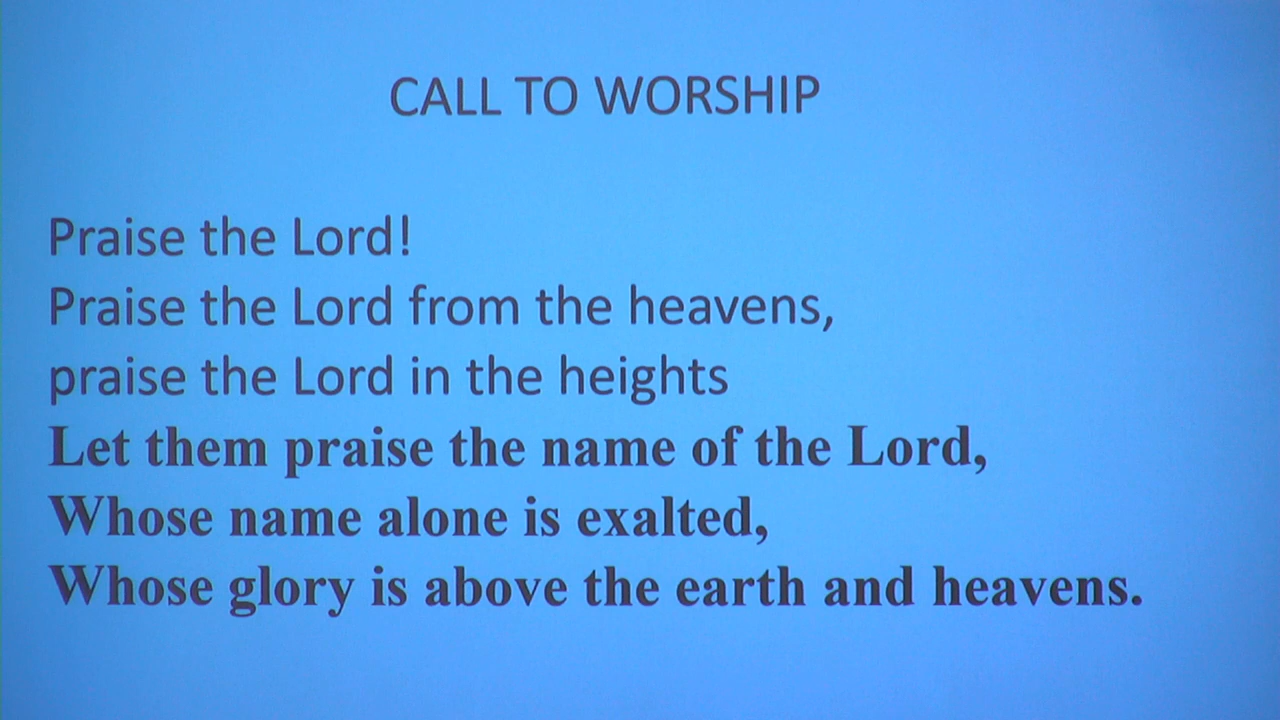 CALL TO WORSHIP
Praise the Lord!
Praise the Lord from the heavens,
praise the Lord in the heights
Let them praise the name of the Lord,
Whose name alone is exalted,
Whose glory is above the earth and heavens.